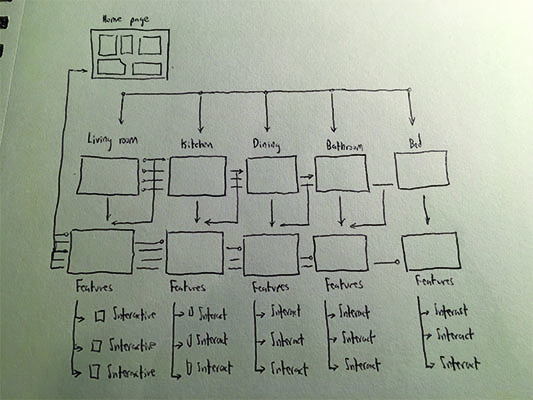 Home page
Living room Kitchen Dining Bathroom Bed
Features Features Features Features Features
Interactive Interact Interact Interact Interact
Interactive Interact Interact Interact Interact
Interactive Interact Interact Interact Interact